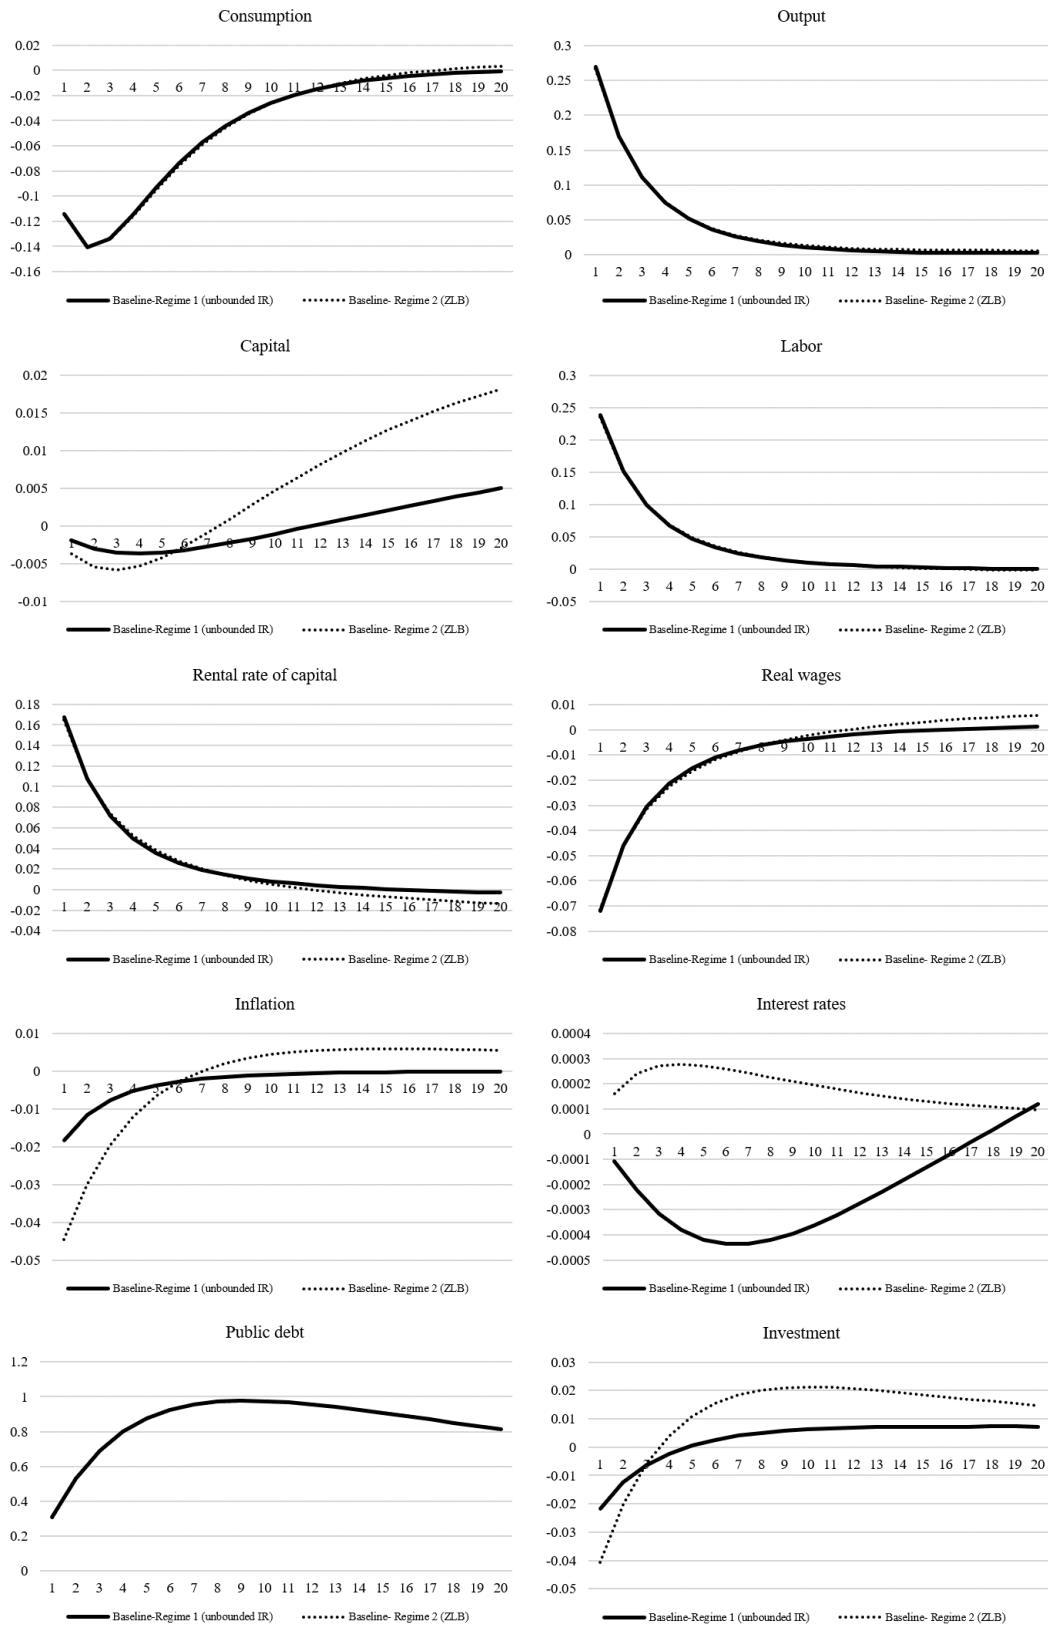 Consumption
0.02
0
-0.02
-0.04
-0.06
-0.08
-0.1
-0.12
-0.14
-0.16
1 2 3 4 5 6 7 8 9 10 11 12 13 14 15 16 17 18 19 20
Baseline-Regime 1 (unbounded IR) Baseline- Regime 2 (ZLB)
Output
0.3
0.25
0.2
0.15
0.1
0.05
0
1 2 3 4 5 6 7 8 9 10 11 12 13 14 15 16 17 18 19 20
Baseline-Regime 1 (unbounded IR) Baseline- Regime 2 (ZLB)
Capital
0.02
0.015
0.01
0.005
0
-0.005
-0.01
1 2 3 4 5 6 7 8 9 10 11 12 13 14 15 16 17 18 19 20
Baseline-Regime 1 (unbounded IR) Baseline- Regime 2 (ZLB)
Labor
0.3
0.25
0.2
0.15
0.1
0.05
0
-0.05
1 2 3 4 5 6 7 8 9 10 11 12 13 14 15 16 17 18 19 20
Baseline-Regime 1 (unbounded IR) Baseline- Regime 2 (ZLB)
Rental rate of capital
0.18
0.16
0.14
0.12
0.1
0.08
0.06
0.04
0.02
0
-0.02
-0.04
1 2 3 4 5 6 7 8 9 10 11 12 13 14 15 16 17 18 19 20
Baseline-Regime 1 (unbounded IR) Baseline- Regime 2 (ZLB)
Real wages
0.01
0
-0.01
-0.02
-0.03
-0.04
-0.05
-0.06
-0.07
-0.08
1 2 3 4 5 6 7 8 9 10 11 12 13 14 15 16 17 18 19 20
Baseline-Regime 1 (unbounded IR) Baseline- Regime 2 (ZLB)
Inflation
0.01
0
-0.01
-0.02
-0.03
-0.04
-0.05
1 2 3 4 5 6 7 8 9 10 11 12 13 14 15 16 17 18 19 20
Baseline-Regime 1 (unbounded IR) Baseline- Regime 2 (ZLB)
Interest rates
0.0004
0.0003
0.0002
0.0001
0
-0.0001
-0.0002
-0.0003
-0.0004
-0.0005
1 2 3 4 5 6 7 8 9 10 11 12 13 14 15 16 17 18 19 20
Baseline-Regime 1 (unbounded IR) Baseline- Regime 2 (ZLB)
Public debt
1.2
1
0.8
0.6
0.4
0.2
0
1 2 3 4 5 6 7 8 9 10 11 12 13 14 15 16 17 18 19 20
Baseline-Regime 1 (unbounded IR) Baseline- Regime 2 (ZLB)
Investment
0.03
0.02
0.01
0
-0.01
-0.02
-0.03
-0.04
-0.05
1 2 3 4 5 6 7 8 9 10 11 12 13 14 15 16 17 18 19 20
Baseline-Regime 1 (unbounded IR) Baseline- Regime 2 (ZLB)